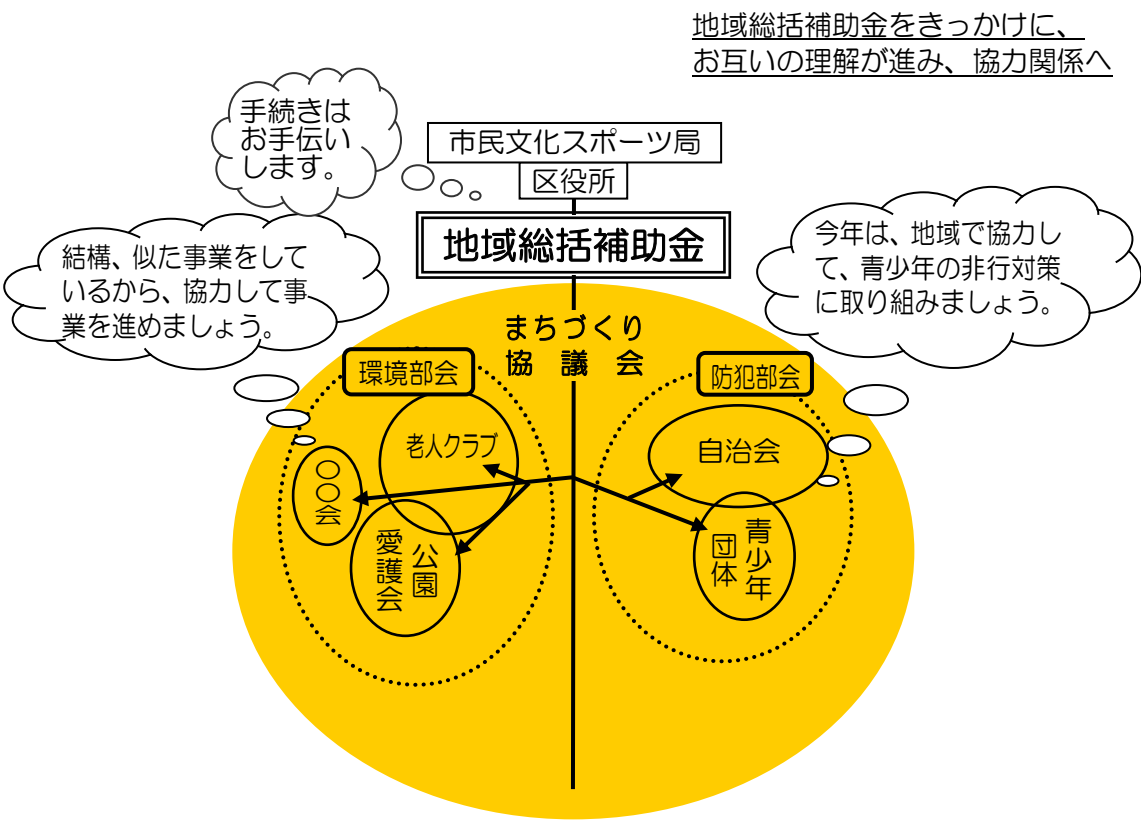 地域総括補助金をきっかけに、
お互いの理解が進み、協力関係へ
手続きは
お手伝い
します。
市民文化スポーツ局
区役所
地域総括補助金
結構、似た事業をして
いるから、協力して事
業を進めましょう。
今年は、地域で協力し
て、青少年の非行対策
に取り組みましょう。
まちづくり
協議会
環境部会
防犯部会
老人クラブ
〇〇会
公園
愛護会
自治会
青少年
団体